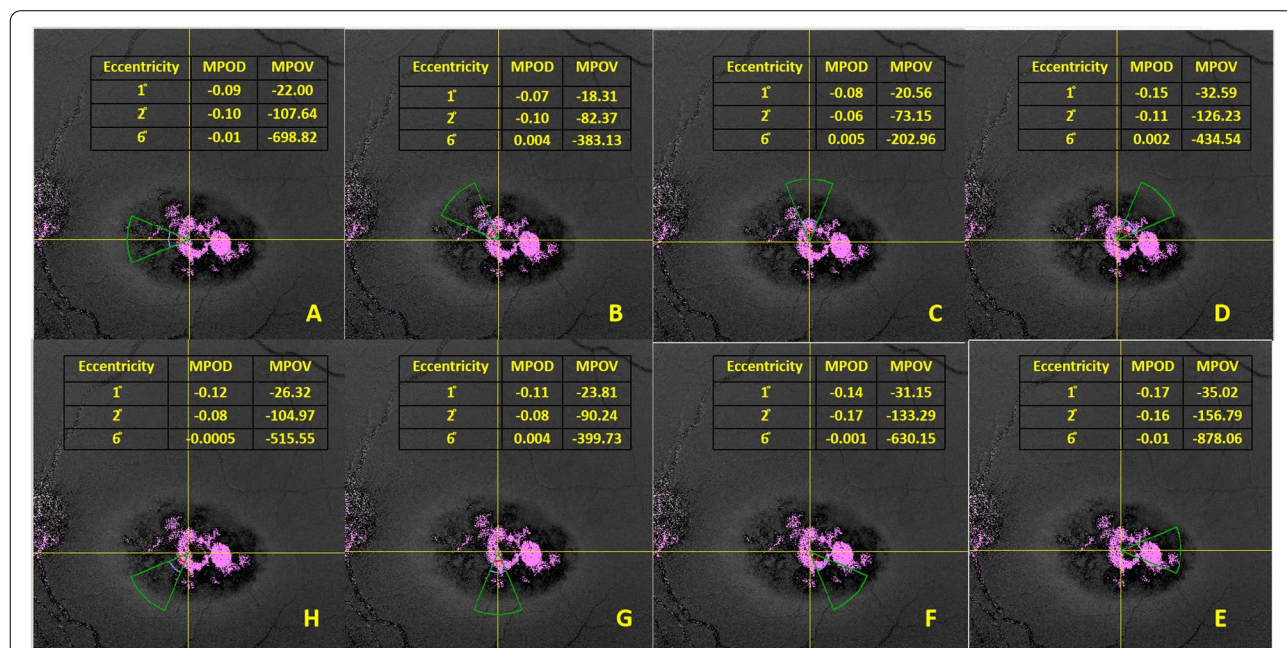 Eccentricity MPOD MPOV
1° -0.09 -22.00
2° -0.10 -107.64
6° -0.01 -698.82
A
Eccentricity MPOD MPOV
1° -0.07 -18.31
2° -0.10 -82.37
6° 0.004 -383.13
B
Eccentricity MPOD MPOV
1° -0.08 -20.56
2° -0.06 -73.15
6° 0.005 -202.96
C
Eccentricity MPOD MPOV
1° -0.15 -32.59
2° -0.11 -126.23
6° 0.002 -434.54
D
Eccentricity MPOD MPOV
1° -0.12 -26.32
2° -0.08 -104.97
6° -0.0005 -515.55
H
Eccentricity MPOD MPOV
1° -0.11 -23.81
2° -0.08 -90.24
6° 0.004 -399.73
G
Eccentricity MPOD MPOV
1° -0.14 -31.15
2° -0.17 -133.29
6° -0.001 -630.15
F
Eccentricity MPOD MPOV
1° -0.17 -35.02
2° -0.16 -156.79
6° -0.01 -878.06
E